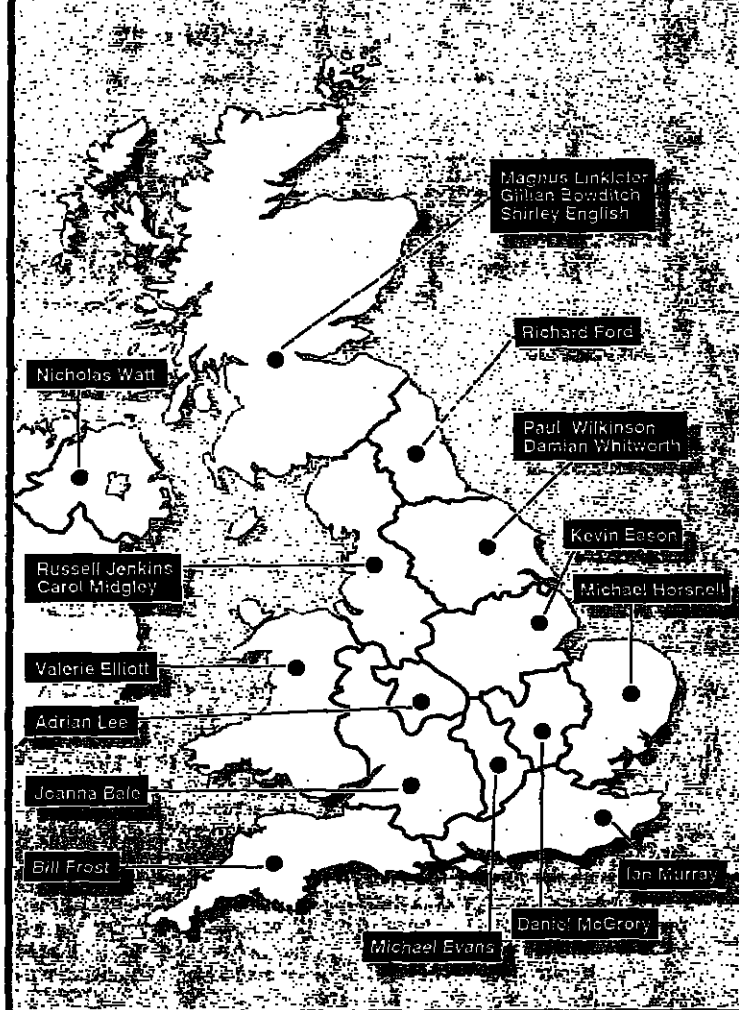 Magnus Linklater
Gillian Bowditch
Shirley English
Richard Ford
Nicholas Watt
Paul Wilkinson
Damian Whitworth
Kevin Eason
Russell Jenkins
Carol Midgley
Michael Horsnell
Valerie Elliott
Adrian Lee
Joanna Bale
Bill Frost
Ian Murray
Daniel McGrory
Michael Evans